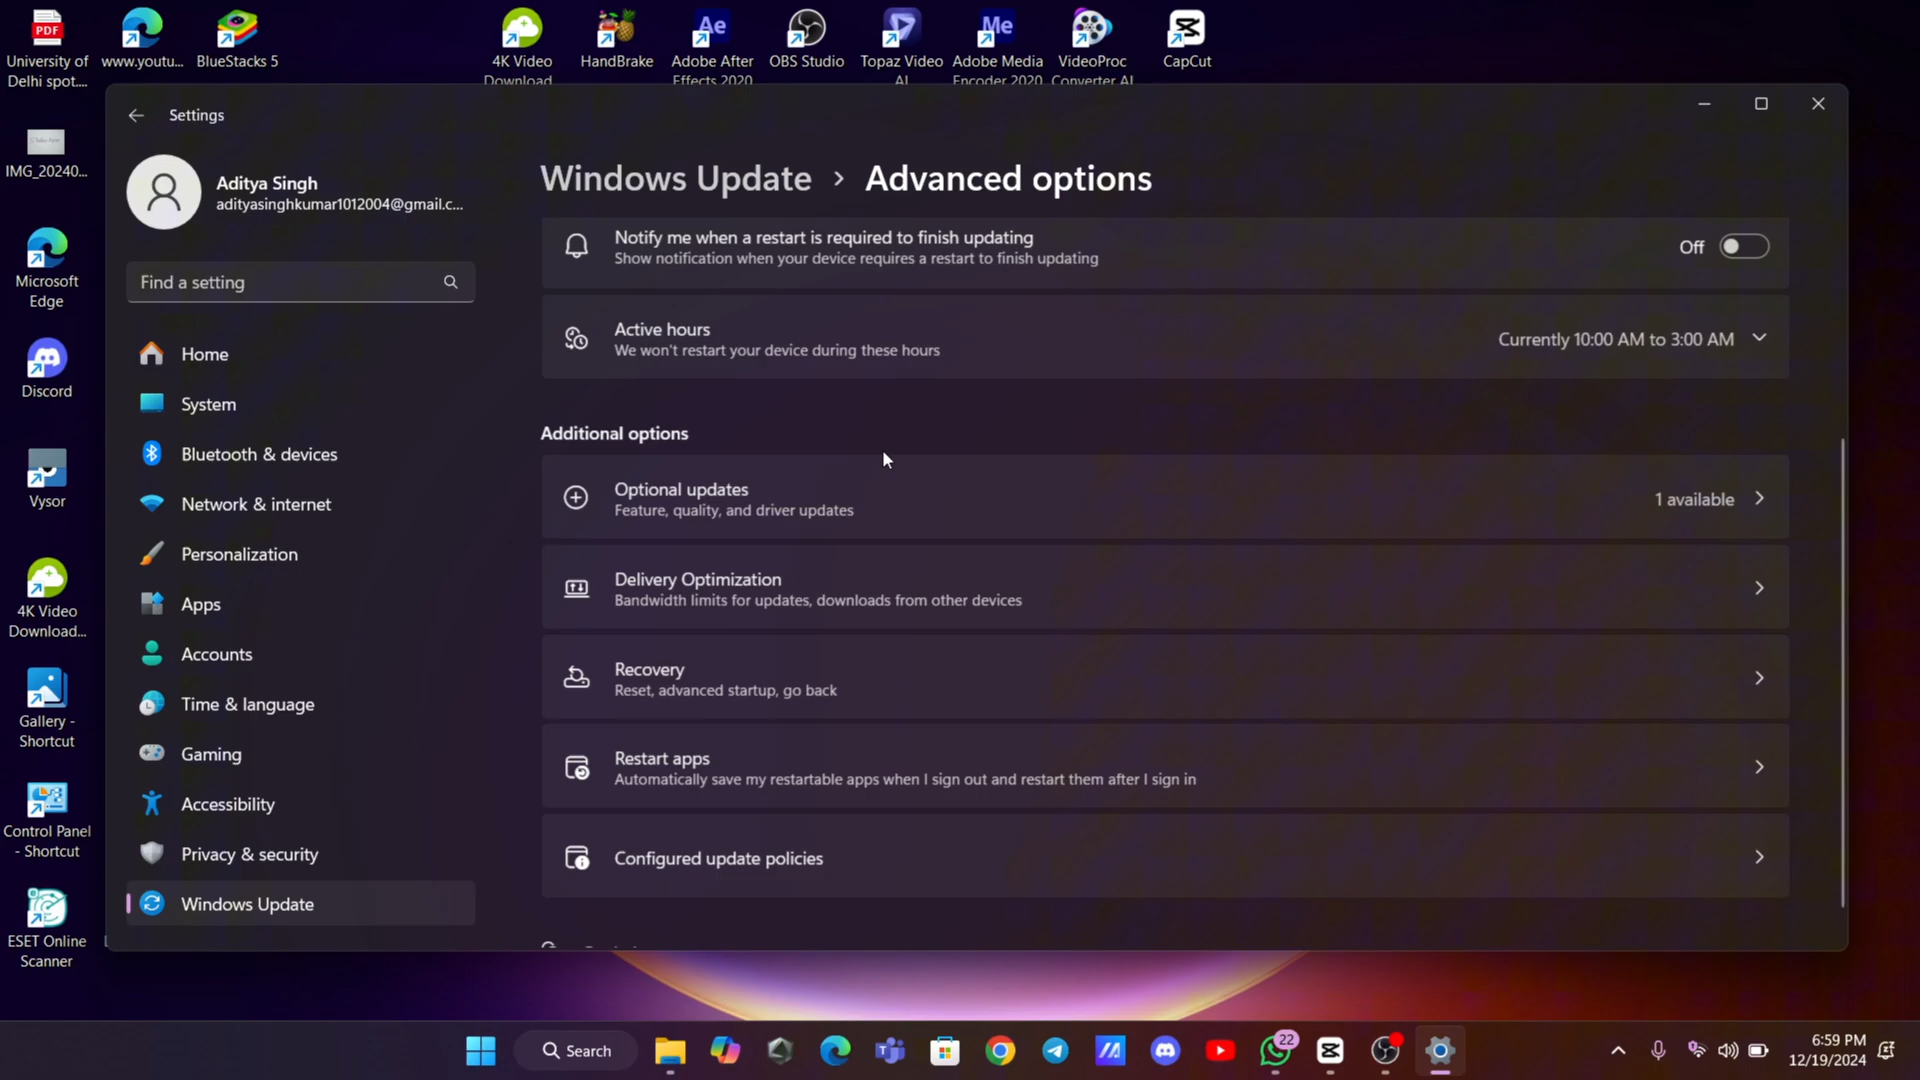 PDF
University of
Delhi spot....
www.youtu...
BlueStacks 5
4K Video
Download
HandBrake
Ae
Adobe After
Effects 2020
OBS Studio
Topaz Video
AI
Me
Adobe Media
Encoder 2020
VideoProc
Converter AI
CapCut
IMG_20240...
Microsoft
Edge
Discord
Vysor
4K Video
Download...
Gallery -
Shortcut
Control Panel
- Shortcut
ESET Online
Scanner
Settings
Aditya Singh
adityasinghkumar1012004@gmail.c...
Find a setting
Home
System
Bluetooth & devices
Network & internet
Personalization
Apps
Accounts
Time & language
Gaming
Accessibility
Privacy & security
Windows Update
Windows Update > Advanced options
Notify me when a restart is required to finish updating
Show notification when your device requires a restart to finish updating
Off
Active hours
We won't restart your device during these hours
Currently 10:00 AM to 3:00 AM
Additional options
Optional updates
Feature, quality, and driver updates
1 available
Delivery Optimization
Bandwidth limits for updates, downloads from other devices
Recovery
Reset, advanced startup, go back
Restart apps
Automatically save my restartable apps when I sign out and restart them after I sign in
Configured update policies
Search
22
6:59 PM
12/19/2024